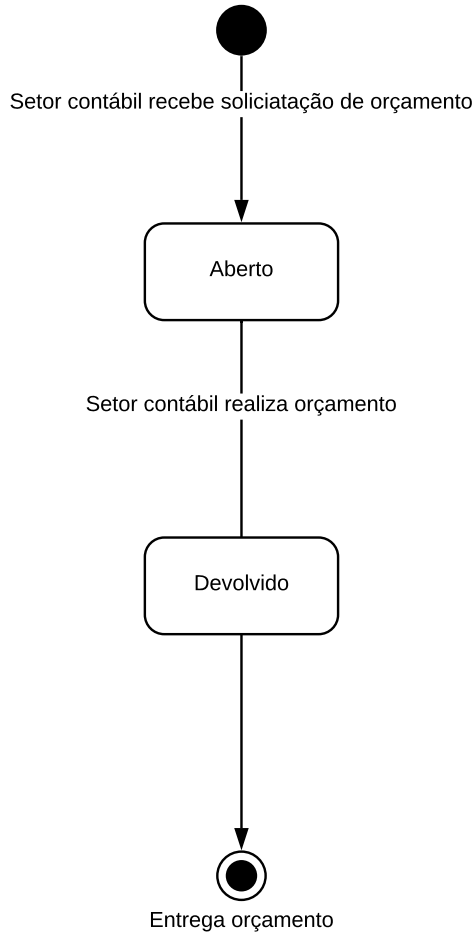 Setor contábil recebe soliciatação de orçamento
Aberto
Setor contábil realiza orçamento
Devolvido
Entrega orçamento